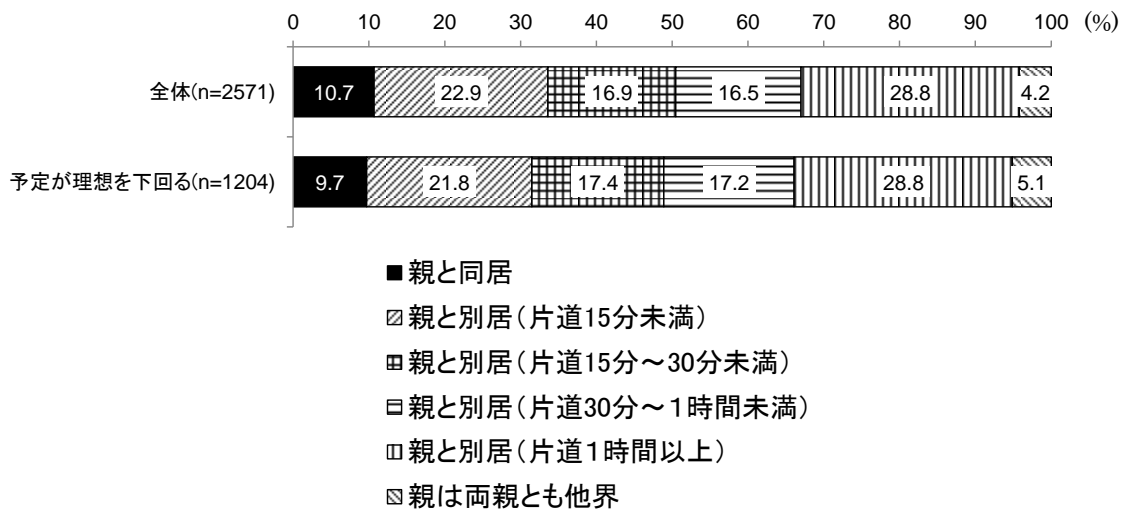 0 10 20 30 40 50 60 70 80 90 100 (%)
全体(n=2571) 10.7 22.9 16.9 16.5 28.8 4.2
予定が理想を下回る(n=1204) 9.7 21.8 17.4 17.2 28.8 5.1
親と同居
親と別居（片道15分未満）
親と別居（片道15分～30分未満）
親と別居（片道30分～１時間未満）
親と別居（片道１時間以上）
親は両親とも他界